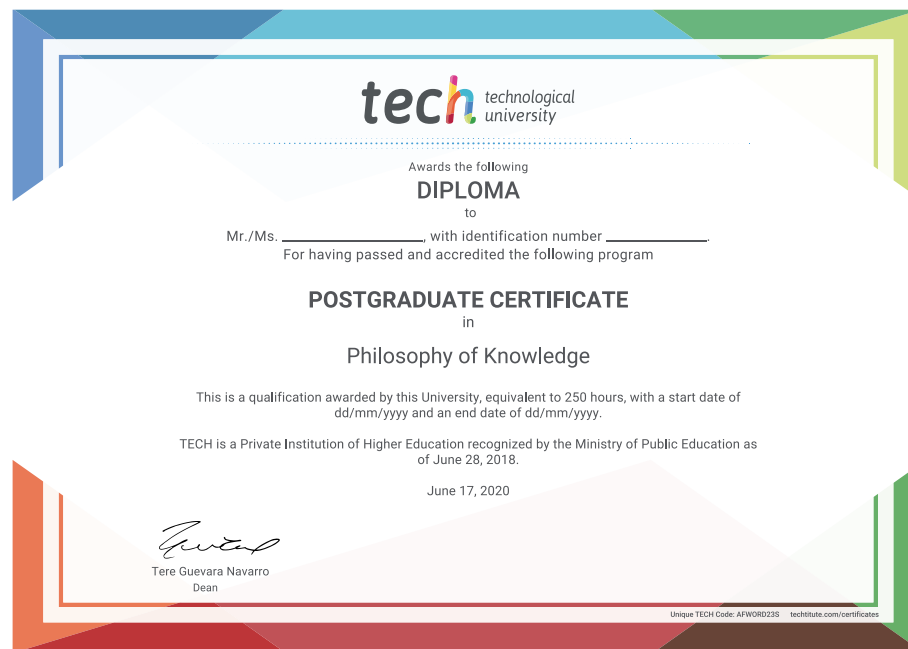 tech technological
university
Awards the following
DIPLOMA
to
Mr./Ms. ____________________, with identification number ______________.
For having passed and accredited the following program
POSTGRADUATE CERTIFICATE
in
Philosophy of Knowledge
This is a qualification awarded by this University, equivalent to 250 hours, with a start date of
dd/mm/yyyy and an end date of dd/mm/yyyy.
TECH is a Private Institution of Higher Education recognized by the Ministry of Public Education as
of June 28, 2018.
June 17, 2020
Tere Guevara Navarro
Dean
Unique TECH Code: AFWORD23S techtitute.com/certificates